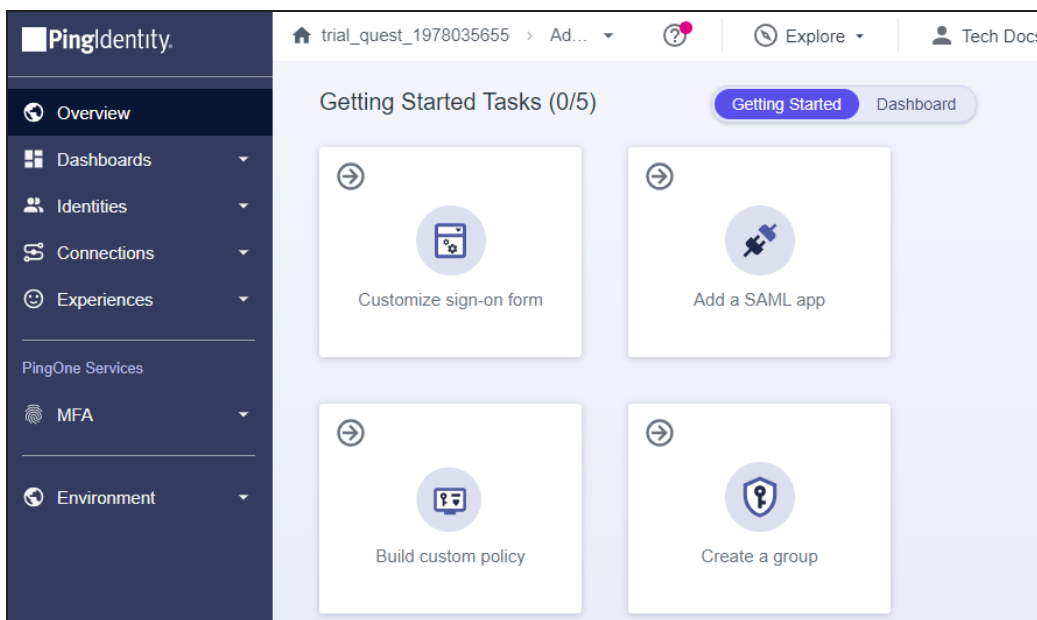 PingIdentity.
trial_quest_1978035655 > Ad...
Explore
Tech Docs
Overview
Dashboards
Identities
Connections
Experiences
PingOne Services
MFA
Environment
Getting Started Tasks (0/5)
Getting Started
Dashboard
Customize sign-on form
Add a SAML app
Build custom policy
Create a group